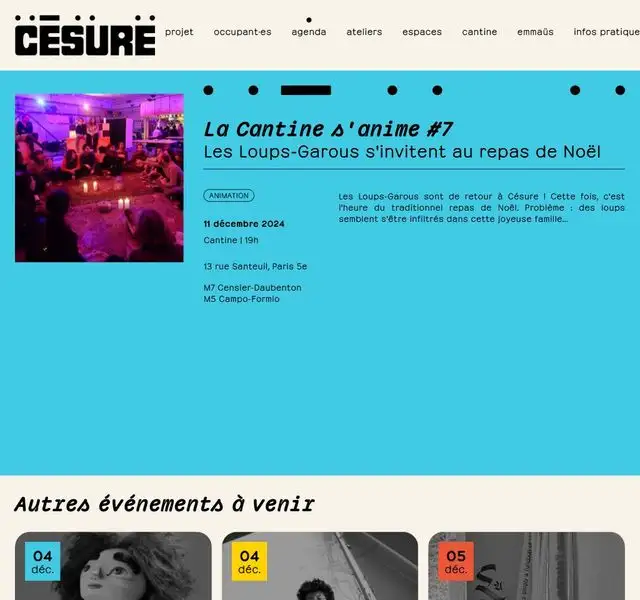 CÉSURE
projet occupant·es agenda ateliers espaces cantine emmaüs infos pratique
La Cantine s'anime #7
Les Loups-Garous s'invitent au repas de Noël
ANIMATION
11 décembre 2024
Cantine | 19h
13 rue Santeuil, Paris 5e
M7 Censier-Daubenton
M5 Campo-Formio
Les Loups-Garous sont de retour à Césure ! Cette fois, c'est
l'heure du traditionnel repas de Noël. Problème : des loups
semblent s'être infiltrés dans cette joyeuse famille...
Autres événements à venir
04
déc.
04
déc.
05
déc.